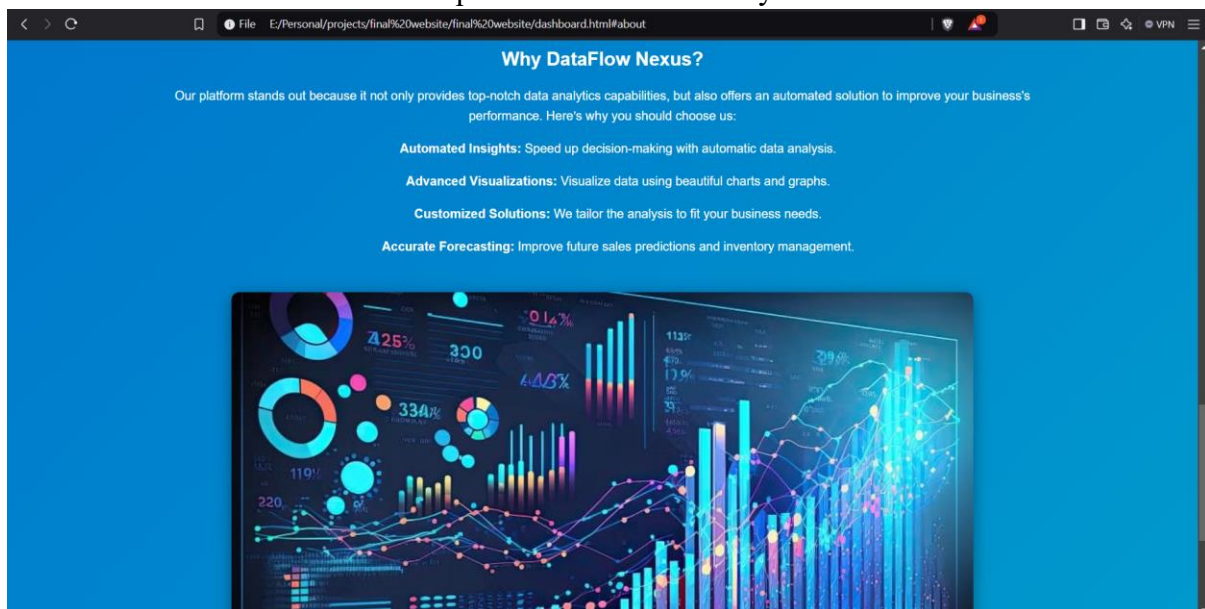 File E:/Personal/projects/final%20website/final%20website/dashboard.html#about
VPN
Why DataFlow Nexus?
Our platform stands out because it not only provides top-notch data analytics capabilities, but also offers an automated solution to improve your business's
performance. Here's why you should choose us:
Automated Insights: Speed up decision-making with automatic data analysis.
Advanced Visualizations: Visualize data using beautiful charts and graphs.
Customized Solutions: We tailor the analysis to fit your business needs.
Accurate Forecasting: Improve future sales predictions and inventory management.
425%
119%
220